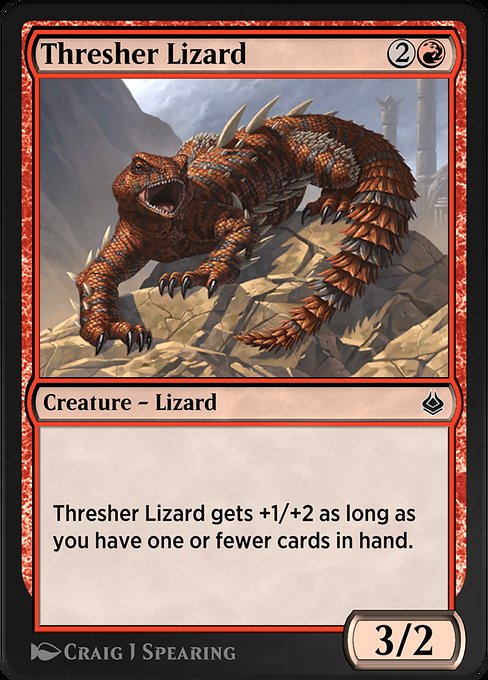 Thresher Lizard 2
Creature – Lizard
Thresher Lizard gets +1/+2 as long as
you have one or fewer cards in hand.
3/2
Craig J Spearing